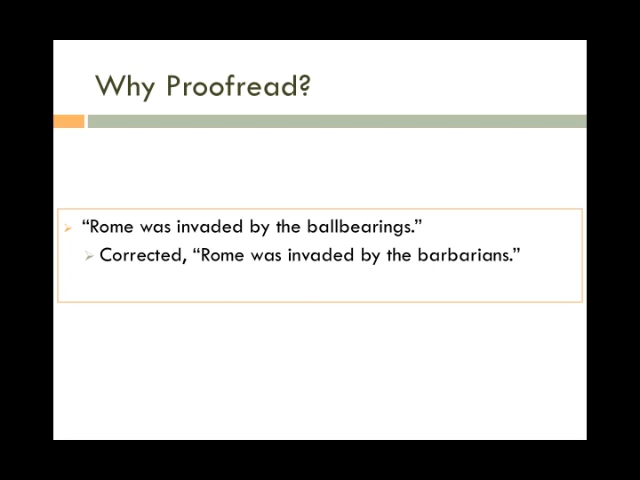 Why Proofread?
“Rome was invaded by the ballbearings.”
Corrected, “Rome was invaded by the barbarians.”